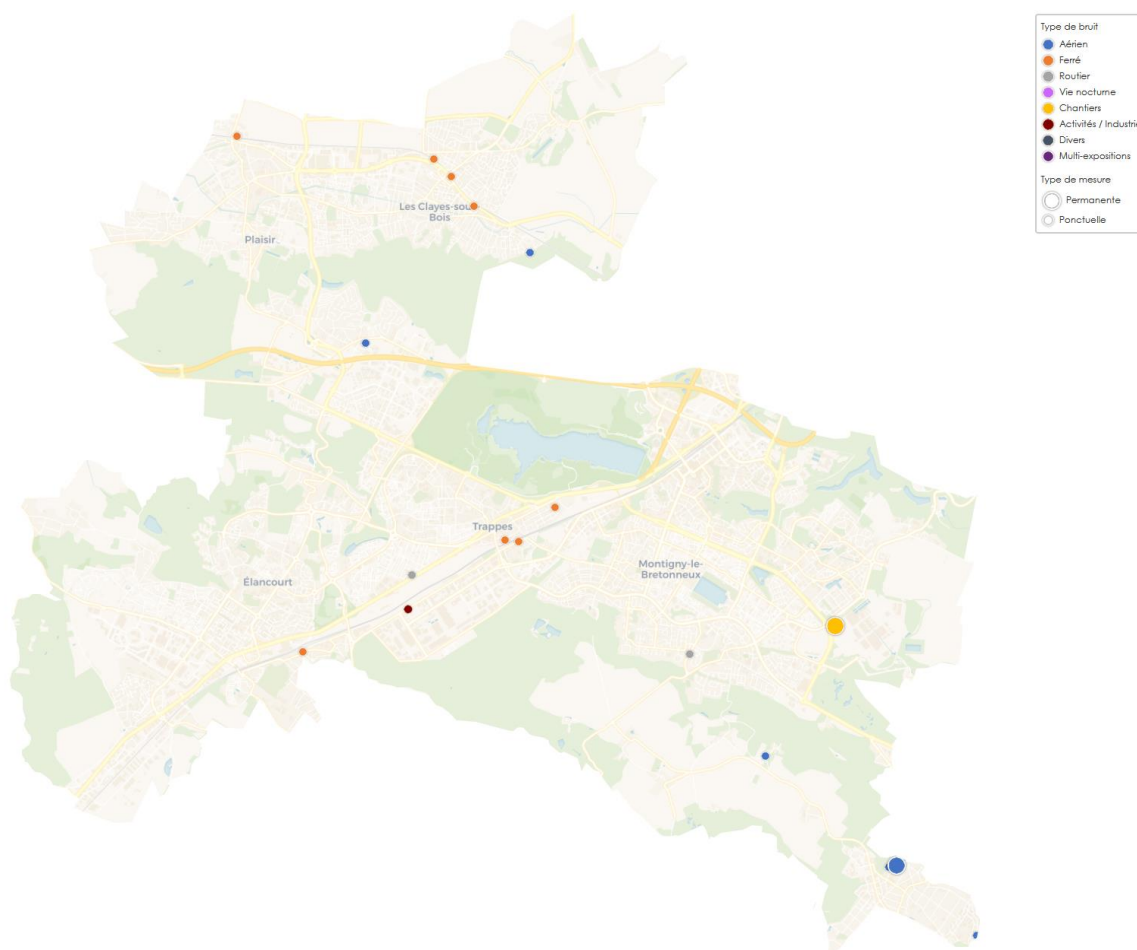 Type de bruit
Aérien
Ferré
Routier
Vie nocturne
Chantiers
Activités / Industrie
Divers
Multi-expositions
Type de mesure
Permanente
Ponctuelle
Les Clayes-sous-
Bois
Plaisir
Trappes
Élancourt
Montigny-le-
Bretonneux